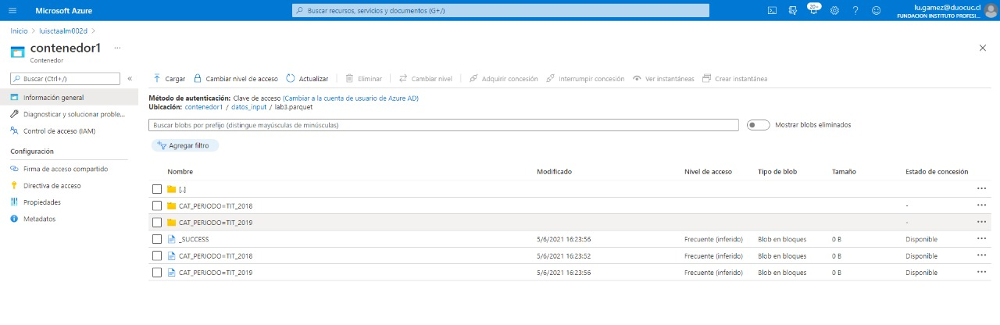 Microsoft Azure
Buscar recursos, servicios y documentos (G+/)
20+
lu.gamez@duocuc.cl
FUNDACION INSTITUTO PROFESI...
Inicio > luisctaalm002d >
contenedor1 ...
Contenedor
Buscar (Ctrl+/)
Información general
Diagnosticar y solucionar proble...
Control de acceso (IAM)
Configuración
Firma de acceso compartido
Directiva de acceso
Propiedades
Metadatos
Cargar Cambiar nivel de acceso Actualizar Eliminar Cambiar nivel Adquirir concesión Interrumpir concesión Ver instantáneas Crear instantánea
Método de autenticación: Clave de acceso (Cambiar a la cuenta de usuario de Azure AD)
Ubicación: contenedor1 / datos_input / lab3.parquet
Buscar blobs por prefijo (distingue mayúsculas de minúsculas)
Mostrar blobs eliminados
Agregar filtro
Nombre Modificado Nivel de acceso Tipo de blob Tamaño Estado de concesión
[..]
CAT_PERIODO=TIT_2018 -
CAT_PERIODO=TIT_2019 -
_SUCCESS 5/6/2021 16:23:56 Frecuente (inferido) Blob en bloques 0 B Disponible
CAT_PERIODO=TIT_2018 5/6/2021 16:23:52 Frecuente (inferido) Blob en bloques 0 B Disponible
CAT_PERIODO=TIT_2019 5/6/2021 16:23:56 Frecuente (inferido) Blob en bloques 0 B Disponible